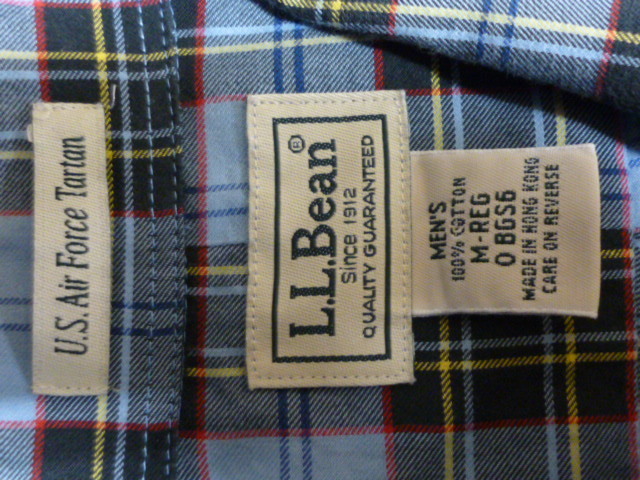 U.S. Air Force Tartan
L.L.Bean®
Since 1912
QUALITY GUARANTEED
MEN'S
100% COTTON
M-REG
O BGS6
MADE IN HONG KONG
CARE ON REVERSE